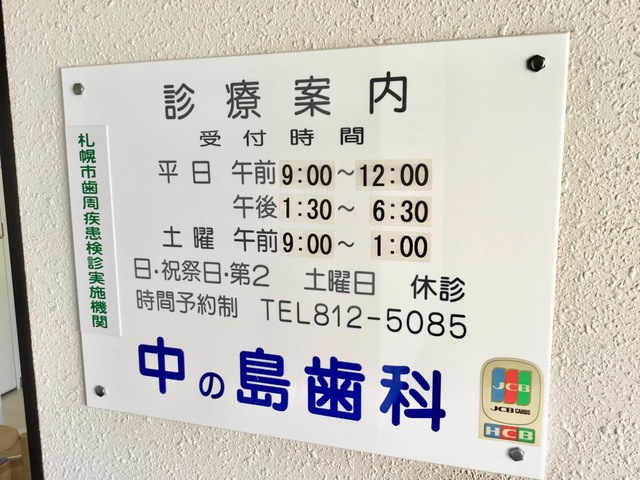 診療案内
受付時間
平日 午前 9:00～12:00
午後 1:30～ 6:30
土曜 午前 9:00～ 1:00
日・祝祭日・第2 土曜日 休診
時間予約制 TEL812-5085
中の島歯科
札幌市歯周疾患検診実施機関
JCB
JCB CARDS
HCB